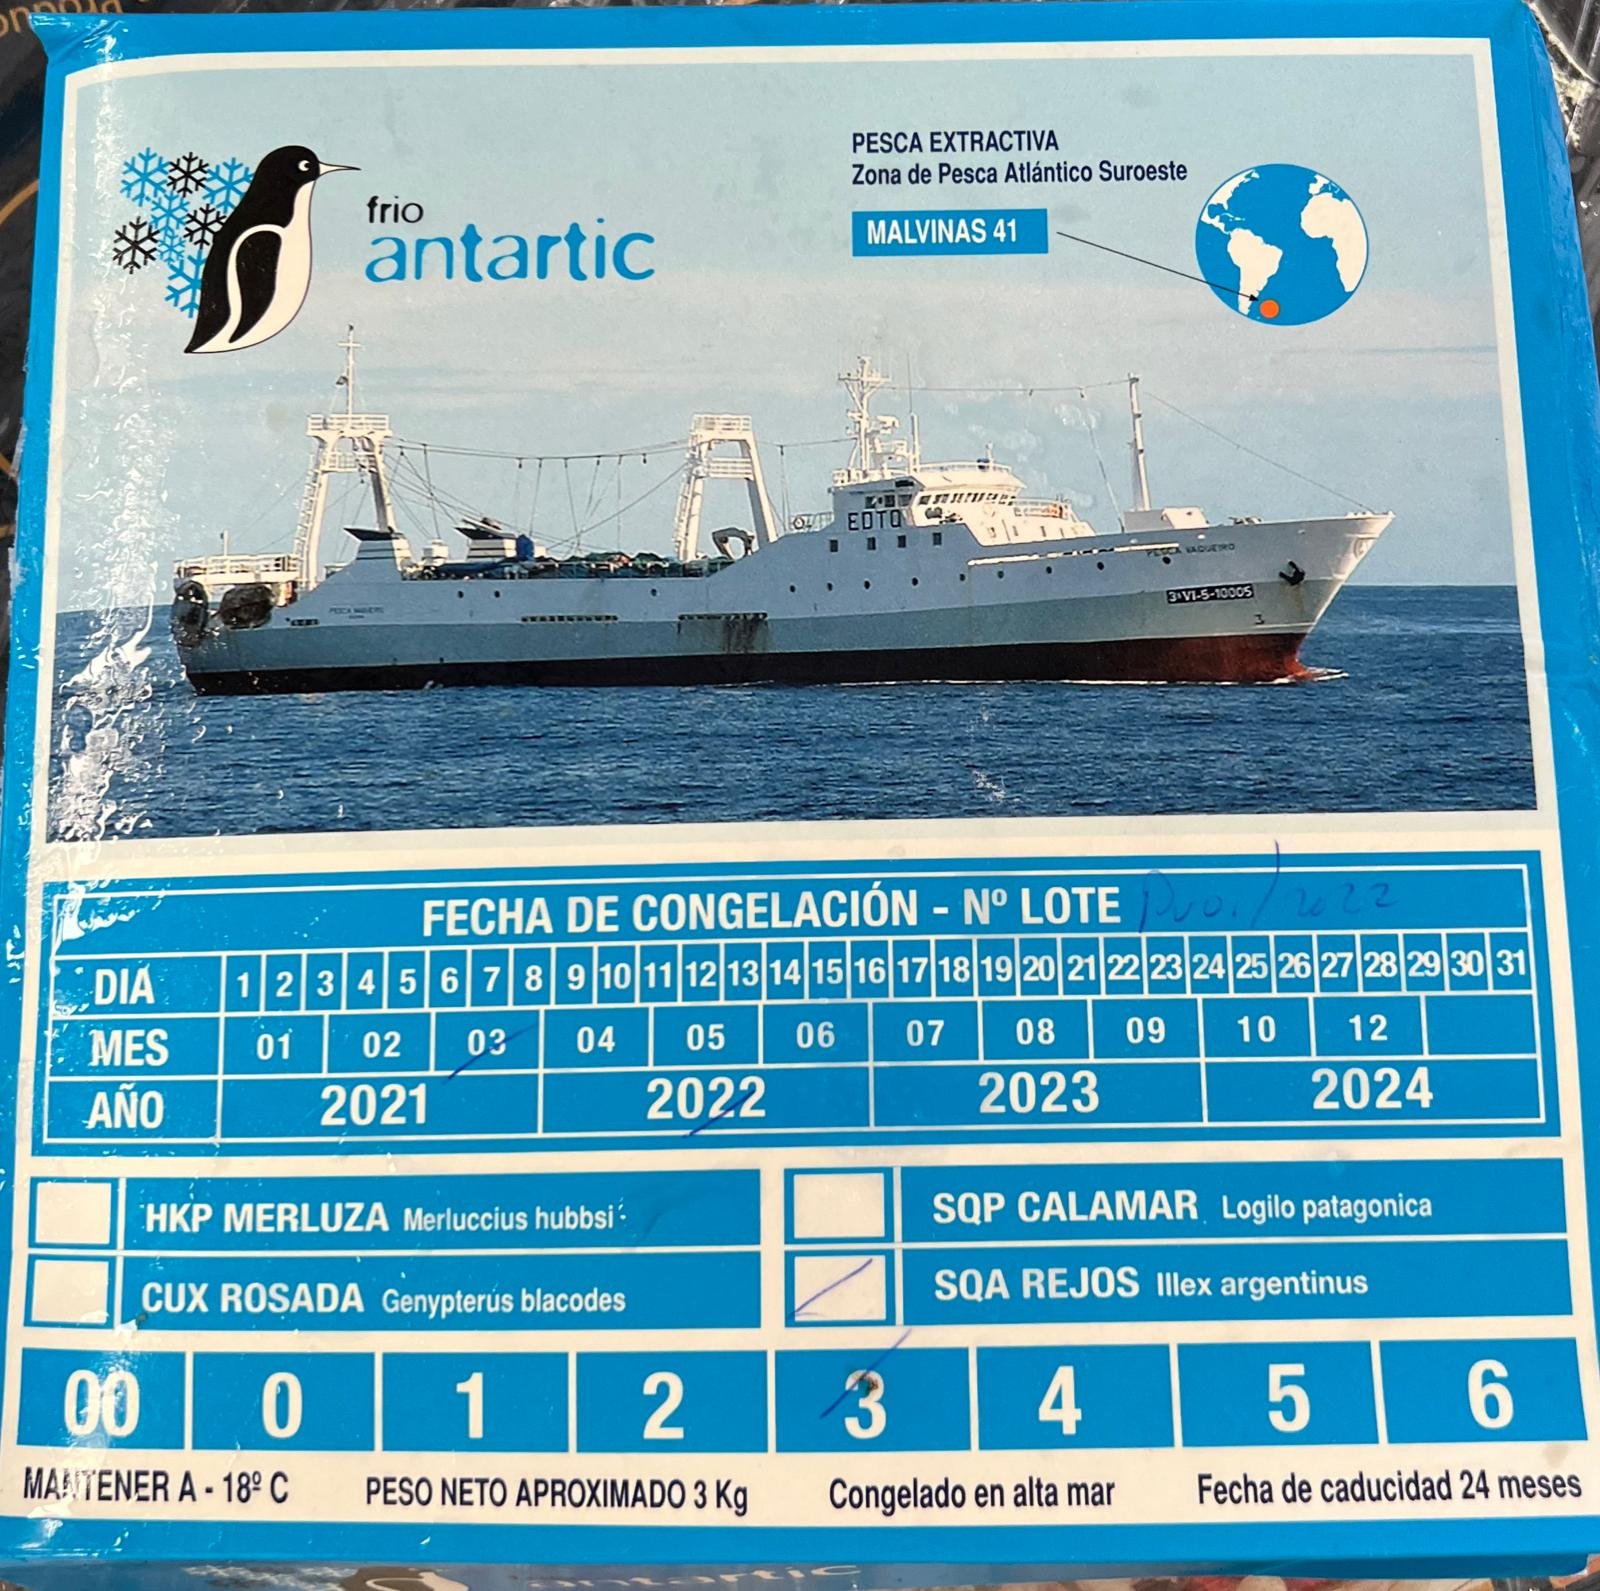 frio
antartic
PESCA EXTRACTIVA
Zona de Pesca Atlántico Suroeste
MALVINAS 41
EDTQ
PESCA VAQUEIRO
3ªVI-5-10005
FECHA DE CONGELACIÓN - Nº LOTE /2022
DIA 1 2 3 4 5 6 7 8 9 10 11 12 13 14 15 16 17 18 19 20 21 22 23 24 25 26 27 28 29 30 31
MES 01 02 03 04 05 06 07 08 09 10 12
AÑO 2021 2022 2023 2024
HKP MERLUZA Merluccius hubbsi
SQP CALAMAR Logilo patagonica
CUX ROSADA Genypterus blacodes
SQA REJOS Illex argentinus
00 0 1 2 3 4 5 6
MANTENER A - 18º C PESO NETO APROXIMADO 3 Kg Congelado en alta mar Fecha de caducidad 24 meses
antartic